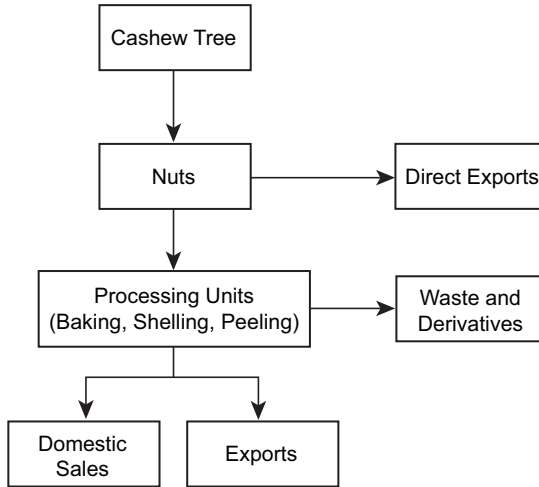 Cashew Tree
Nuts
Direct Exports
Processing Units
(Baking, Shelling, Peeling)
Waste and
Derivatives
Domestic
Sales
Exports